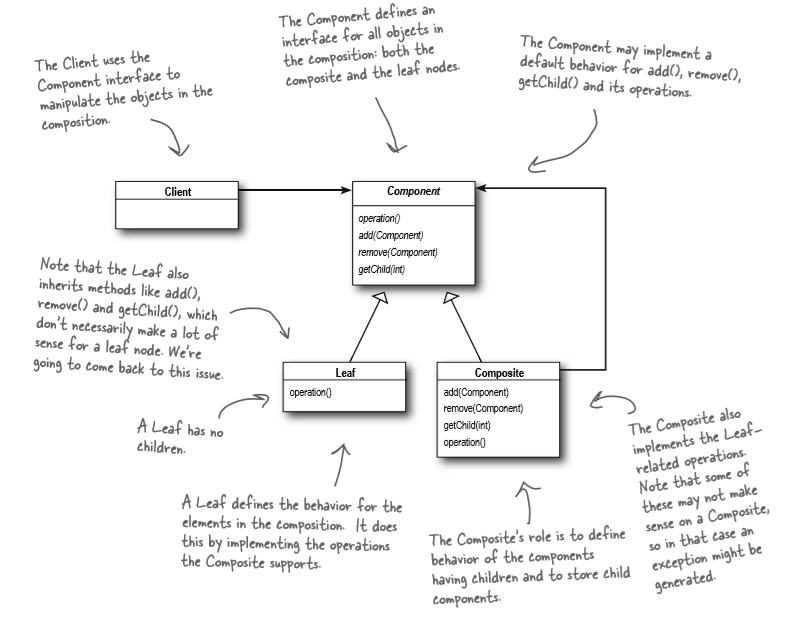 The Component defines an
interface for all objects in
the composition: both the
composite and the leaf nodes.
The Client uses the
Component interface to
manipulate the objects in the
composition.
The Component may implement a
default behavior for add(), remove(),
getChild() and its operations.
Client
Component
operation()
add(Component)
remove(Component)
getChild(int)
Note that the Leaf also
inherits methods like add(),
remove() and getChild(), which
don't necessarily make a lot of
sense for a leaf node. We're
going to come back to this issue.
Leaf
operation()
Composite
add(Component)
remove(Component)
getChild(int)
operation()
A Leaf has no
children.
The Composite also
implements the Leaf-
related operations.
Note that some of
these may not make
sense on a Composite,
so in that case an
exception might be
generated.
A Leaf defines the behavior for the
elements in the composition. It does
this by implementing the operations
the Composite supports.
The Composite's role is to define
behavior of the components
having children and to store child
components.